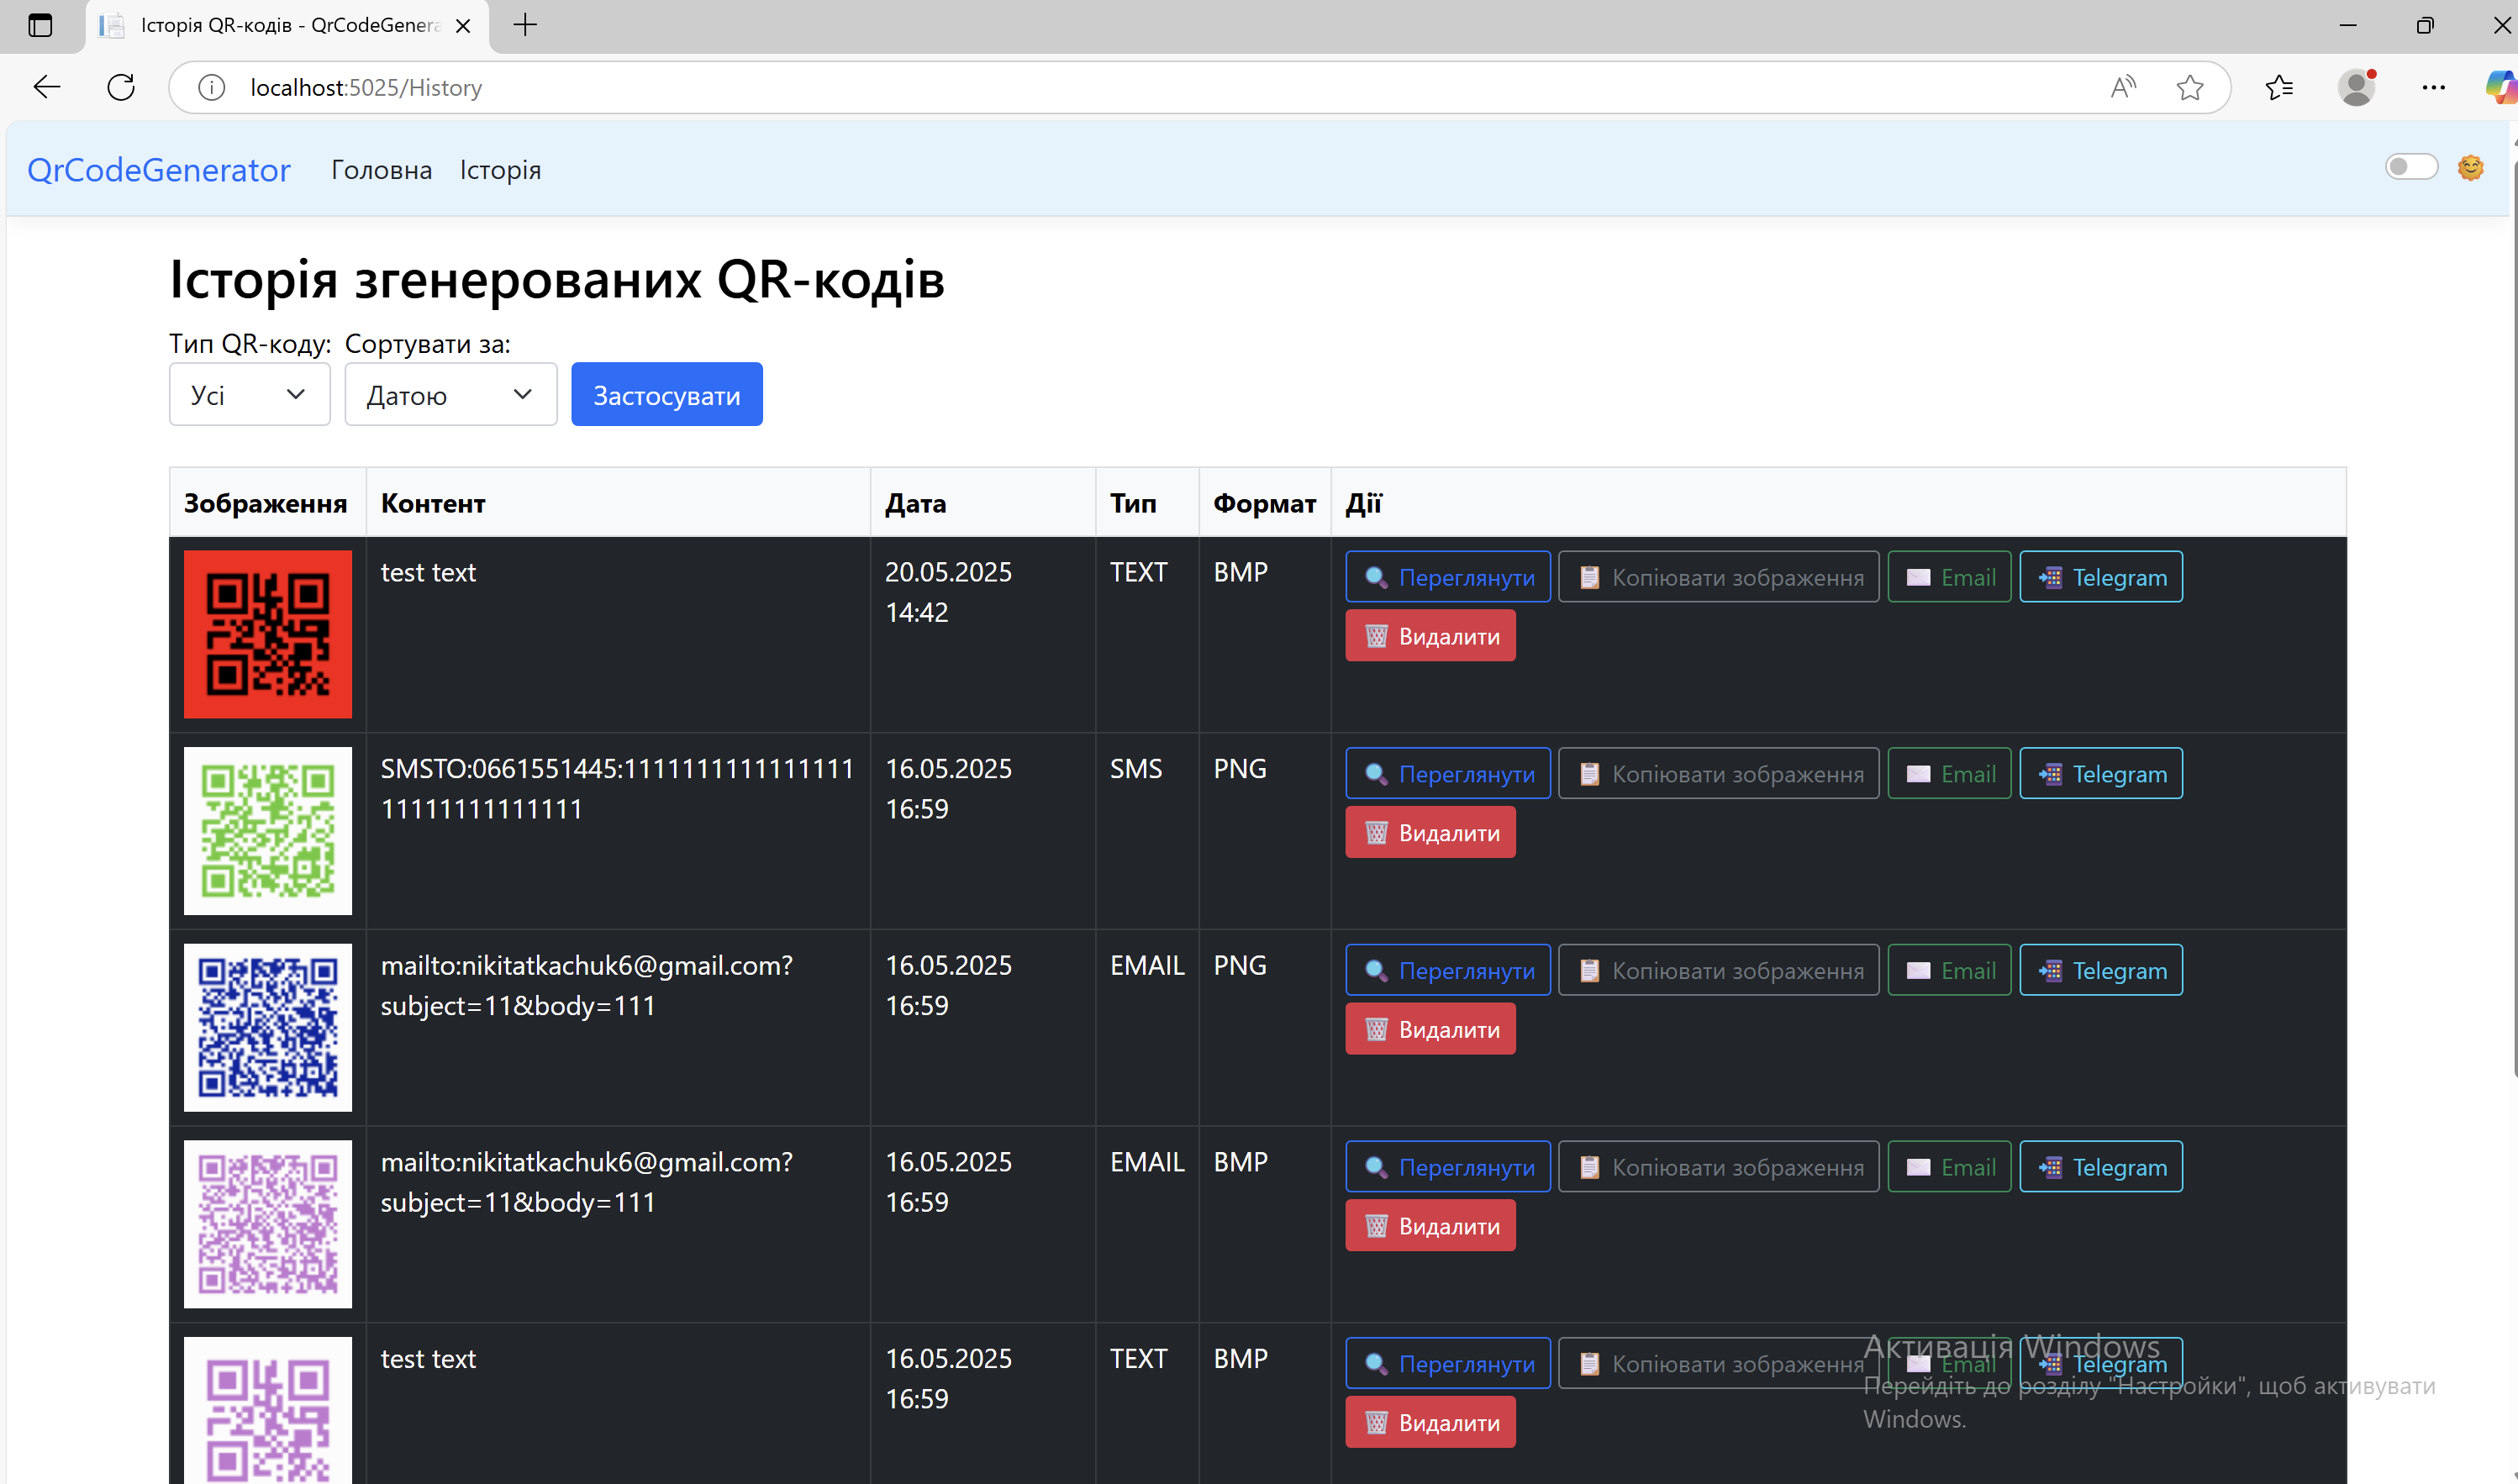 Історія QR-кодів - QrCodeGenera
localhost:5025/History
QrCodeGenerator Головна Історія
Історія згенерованих QR-кодів
Тип QR-коду: Сортувати за:
Усі Датою Застосувати
Зображення Контент Дата Тип Формат Дії
test text 20.05.2025 TEXT BMP Переглянути Копіювати зображення Email Telegram
14:42 Видалити
SMSTO:0661551445:1111111111111111 16.05.2025 SMS PNG Переглянути Копіювати зображення Email Telegram
11111111111111 16:59 Видалити
mailto:nikitatkachuk6@gmail.com? 16.05.2025 EMAIL PNG Переглянути Копіювати зображення Email Telegram
subject=11&body=111 16:59 Видалити
mailto:nikitatkachuk6@gmail.com? 16.05.2025 EMAIL BMP Переглянути Копіювати зображення Email Telegram
subject=11&body=111 16:59 Видалити
test text 16.05.2025 TEXT BMP Переглянути Копіювати зображення Email Telegram
16:59 Видалити
Активація Windows
Перейдіть до розділу "Настройки", щоб активувати
Windows.